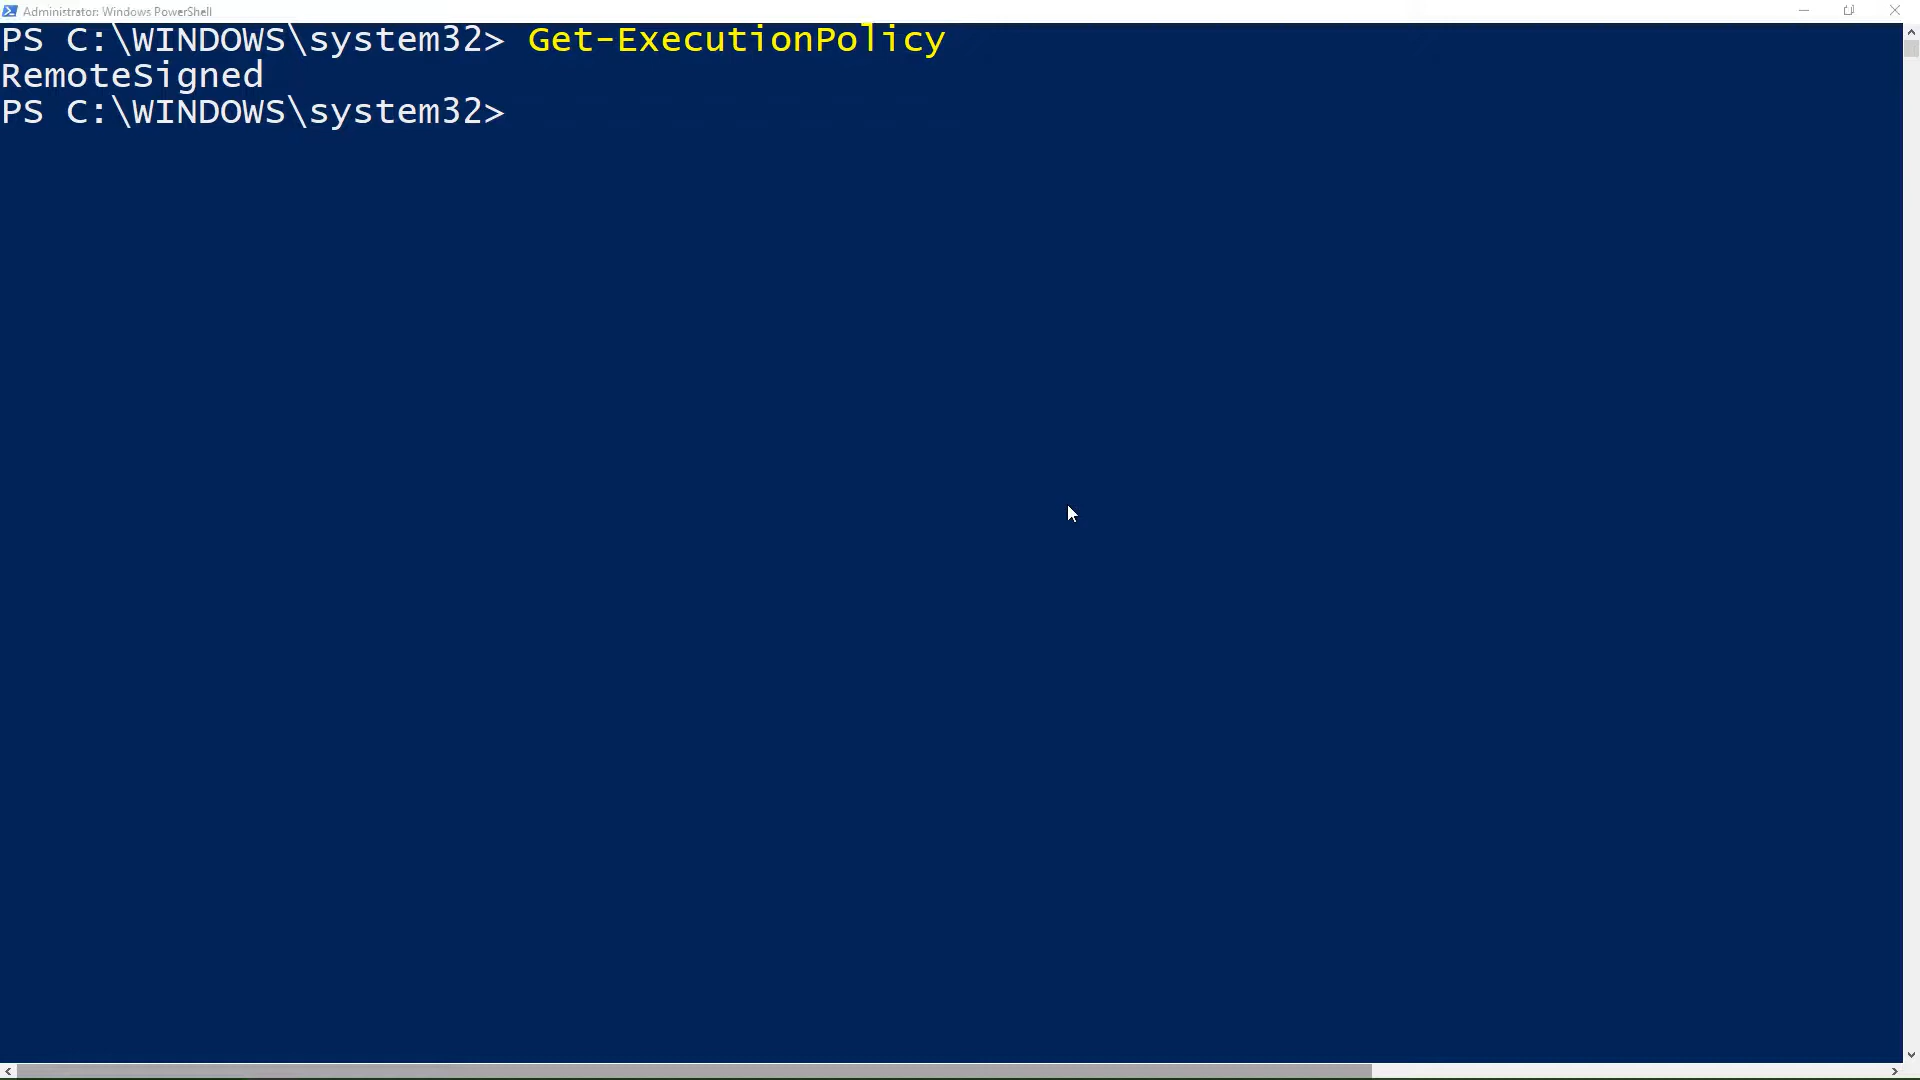 Administrator: Windows PowerShell
PS C:\WINDOWS\system32> Get-ExecutionPolicy
RemoteSigned
PS C:\WINDOWS\system32>